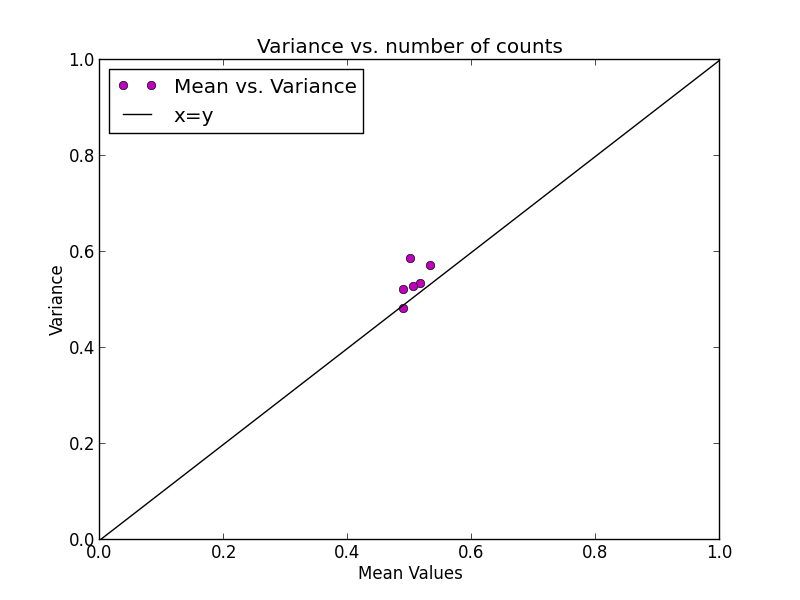 Variance vs. number of counts
Mean vs. Variance
x=y
1.0
0.8
0.6
0.4
0.2
0.0
Variance
0.0 0.2 0.4 0.6 0.8 1.0
Mean Values